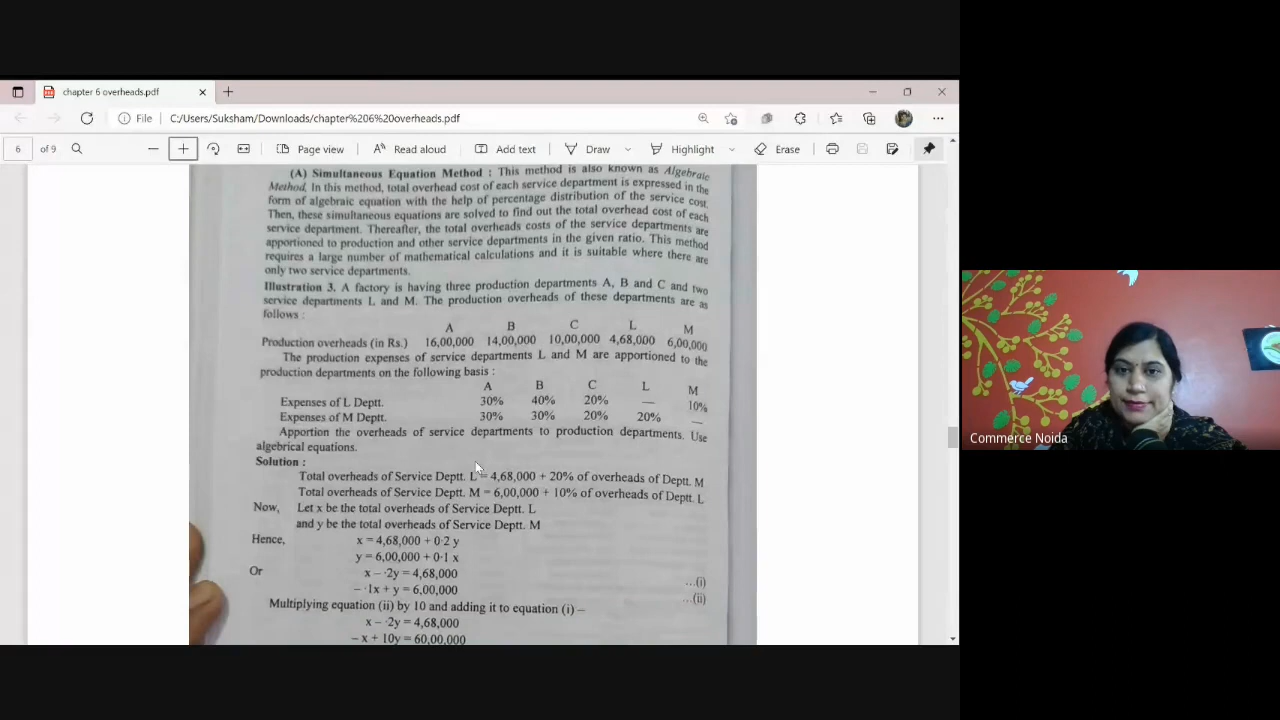 chapter 6 overheads.pdf
File C:/Users/Suksham/Downloads/chapter%206%20overheads.pdf
6 of 9 Page view Read aloud Add text Draw Highlight Erase
(A) Simultaneous Equation Method : This method is also known as Algebraic
Method. In this method, total overhead cost of each service department is expressed in the
form of algebraic equation with the help of percentage distribution of the service cost.
Then, these simultaneous equations are solved to find out the total overhead cost of each
service department. Thereafter, the total overheads costs of the service departments are
apportioned to production and other service departments in the given ratio. This method
requires a large number of mathematical calculations and it is suitable where there are
only two service departments.
Illustration 3. A factory is having three production departments A, B and C and two
service departments L and M. The production overheads of these departments are as
follows :
A B C L M
Production overheads (in Rs.) 16,00,000 14,00,000 10,00,000 4,68,000 6,00,000
The production expenses of service departments L and M are apportioned to the
production departments on the following basis :
A B C L M
Expenses of L Deptt. 30% 40% 20% — 10%
Expenses of M Deptt. 30% 30% 20% 20% —
Apportion the overheads of service departments to production departments. Use
algebrical equations.
Solution :
Total overheads of Service Deptt. L = 4,68,000 + 20% of overheads of Deptt. M
Total overheads of Service Deptt. M = 6,00,000 + 10% of overheads of Deptt. L
Now, Let x be the total overheads of Service Deptt. L
and y be the total overheads of Service Deptt. M
Hence, x = 4,68,000 + 0·2 y
y = 6,00,000 + 0·1 x
Or x – ·2y = 4,68,000 ...(i)
– ·1x + y = 6,00,000 ...(ii)
Multiplying equation (ii) by 10 and adding it to equation (i) –
x – ·2y = 4,68,000
– x + 10y = 60,00,000
Commerce Noida